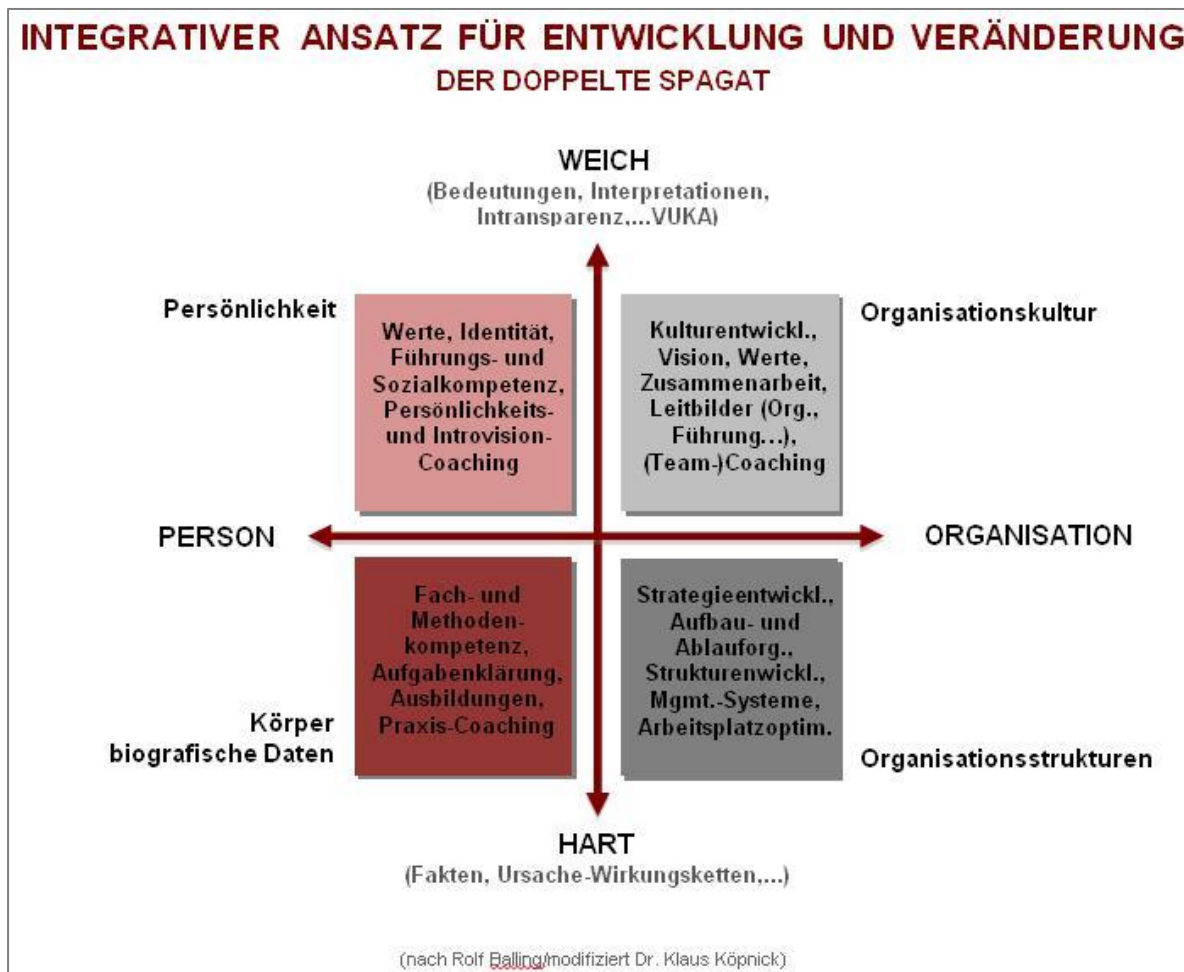 INTEGRATIVER ANSATZ FÜR ENTWICKLUNG UND VERÄNDERUNG
DER DOPPELTE SPAGAT
WEICH
(Bedeutungen, Interpretationen,
Intransparenz,...VUKA)
Persönlichkeit
Werte, Identität,
Führungs- und
Sozialkompetenz,
Persönlichkeits-
und Introvision-
Coaching
Kulturentwickl.,
Vision, Werte,
Zusammenarbeit,
Leitbilder (Org.,
Führung...),
(Team-)Coaching
Organisationskultur
PERSON
ORGANISATION
Fach- und
Methoden-
kompetenz,
Aufgabenklärung,
Ausbildungen,
Praxis-Coaching
Körper
biografische Daten
Strategieentwickl.,
Aufbau- und
Ablauforg.,
Strukturenwickl.,
Mgmt.-Systeme,
Arbeitsplatzoptim.
Organisationsstrukturen
HART
(Fakten, Ursache-Wirkungsketten,...)
(nach Rolf Balling/modifiziert Dr. Klaus Köpnick)